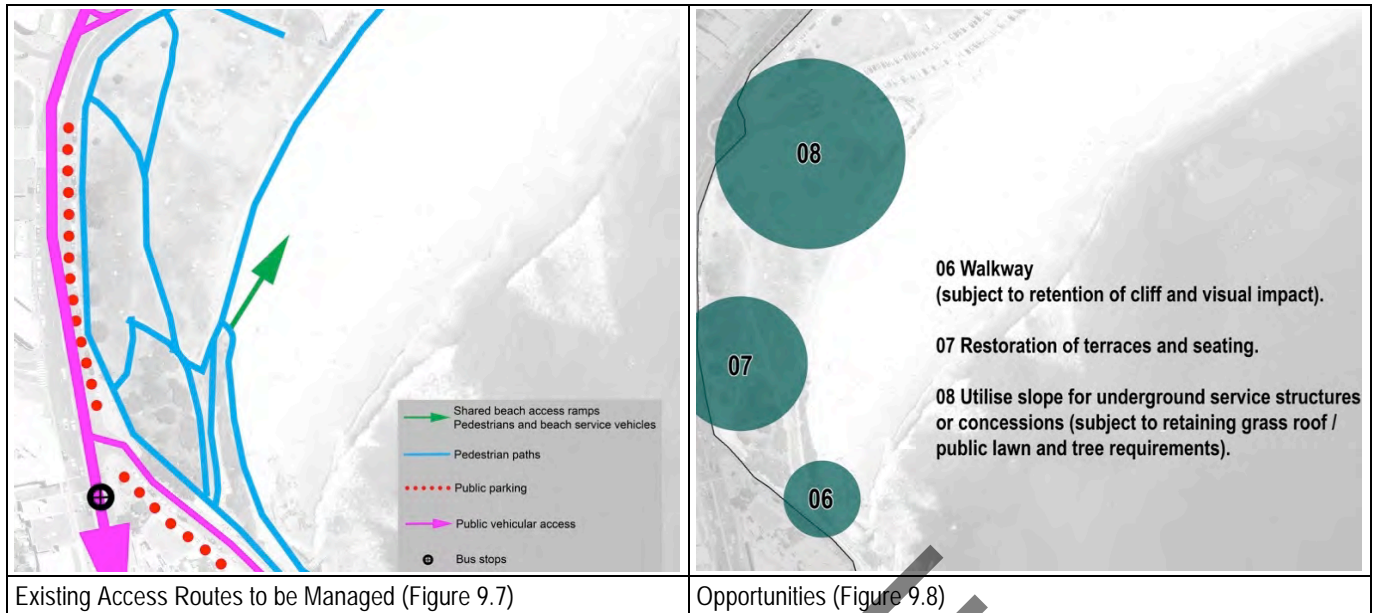 Shared beach access ramps
Pedestrians and beach service vehicles
Pedestrian paths
Public parking
Public vehicular access
Bus stops
Existing Access Routes to be Managed (Figure 9.7)
08
07
06
06 Walkway
(subject to retention of cliff and visual impact).
07 Restoration of terraces and seating.
08 Utilise slope for underground service structures
or concessions (subject to retaining grass roof /
public lawn and tree requirements).
Opportunities (Figure 9.8)